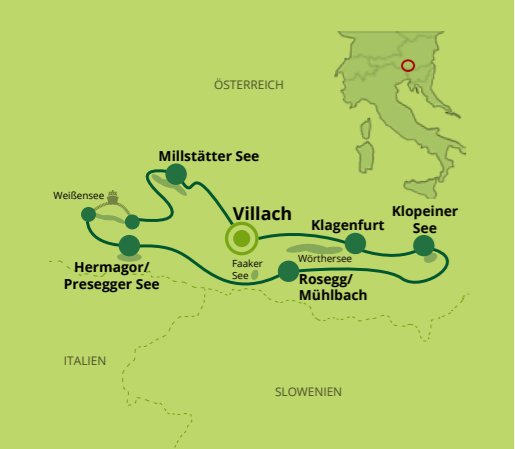 ÖSTERREICH
Millstätter See
Weißensee
Villach
Klopeiner
See
Klagenfurt
Wörthersee
Faaker
See
Hermagor/
Presegger See
Rosegg/
Mühlbach
ITALIEN
SLOWENIEN